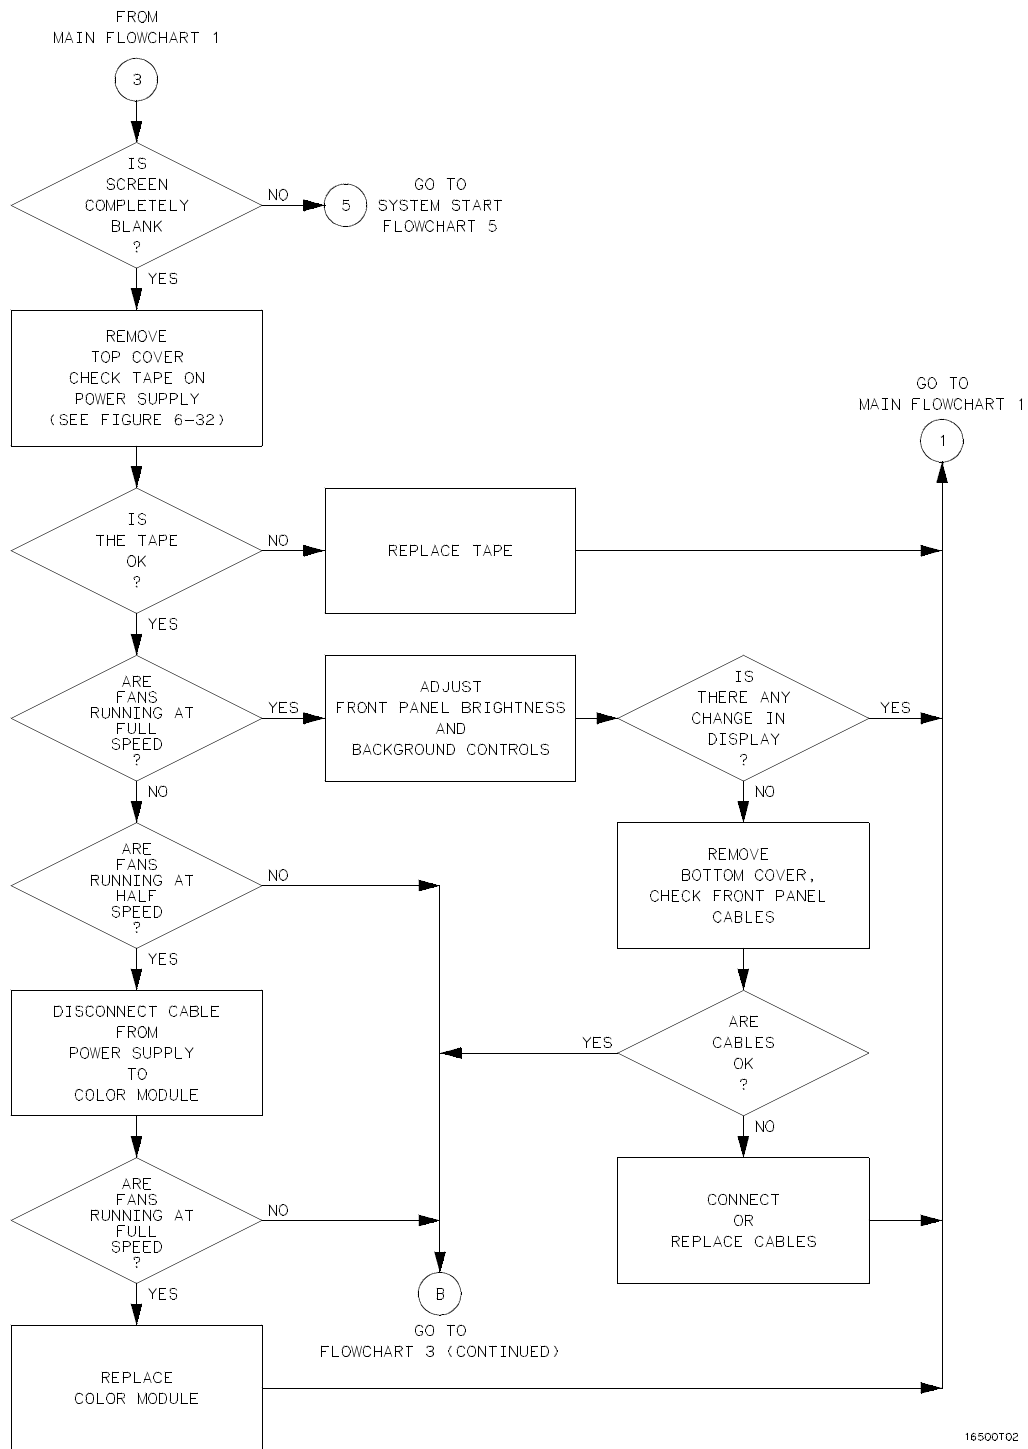 FROM
MAIN FLOWCHART 1
3
IS
SCREEN
COMPLETELY
BLANK
?
NO
5
GO TO
SYSTEM START
FLOWCHART 5
YES
REMOVE
TOP COVER
CHECK TAPE ON
POWER SUPPLY
(SEE FIGURE 6-32)
GO TO
MAIN FLOWCHART 1
1
IS
THE TAPE
OK
?
NO
REPLACE TAPE
YES
ARE
FANS
RUNNING AT
FULL
SPEED
?
YES
ADJUST
FRONT PANEL BRIGHTNESS
AND
BACKGROUND CONTROLS
IS
THERE ANY
CHANGE IN
DISPLAY
?
YES
NO
NO
ARE
FANS
RUNNING AT
HALF
SPEED
?
NO
REMOVE
BOTTOM COVER,
CHECK FRONT PANEL
CABLES
YES
DISCONNECT CABLE
FROM
POWER SUPPLY
TO
COLOR MODULE
YES
ARE
CABLES
OK
?
NO
ARE
FANS
RUNNING AT
FULL
SPEED
?
NO
CONNECT
OR
REPLACE CABLES
YES
B
GO TO
FLOWCHART 3 (CONTINUED)
REPLACE
COLOR MODULE
16500T02